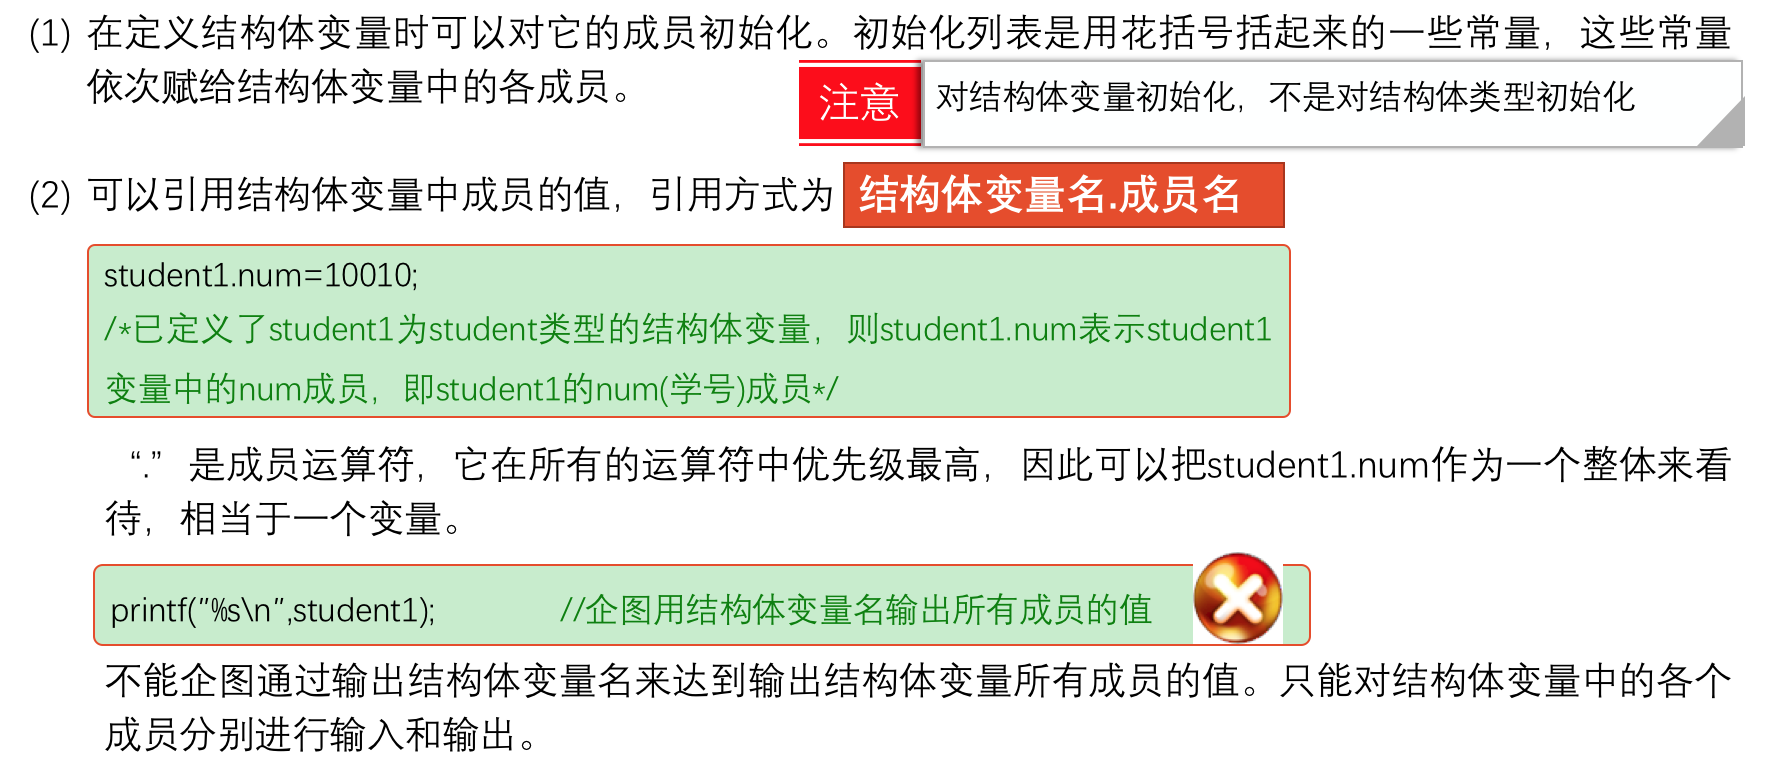 (1) 在定义结构体变量时可以对它的成员初始化。初始化列表是用花括号括起来的一些常量，这些常量
依次赋给结构体变量中的各成员。
注意 对结构体变量初始化，不是对结构体类型初始化
(2) 可以引用结构体变量中成员的值，引用方式为 结构体变量名.成员名
student1.num=10010;
/*已定义了student1为student类型的结构体变量，则student1.num表示student1
变量中的num成员，即student1的num(学号)成员*/
“.”是成员运算符，它在所有的运算符中优先级最高，因此可以把student1.num作为一个整体来看
待，相当于一个变量。
printf("%s\n",student1); //企图用结构体变量名输出所有成员的值
不能企图通过输出结构体变量名来达到输出结构体变量所有成员的值。只能对结构体变量中的各个
成员分别进行输入和输出。